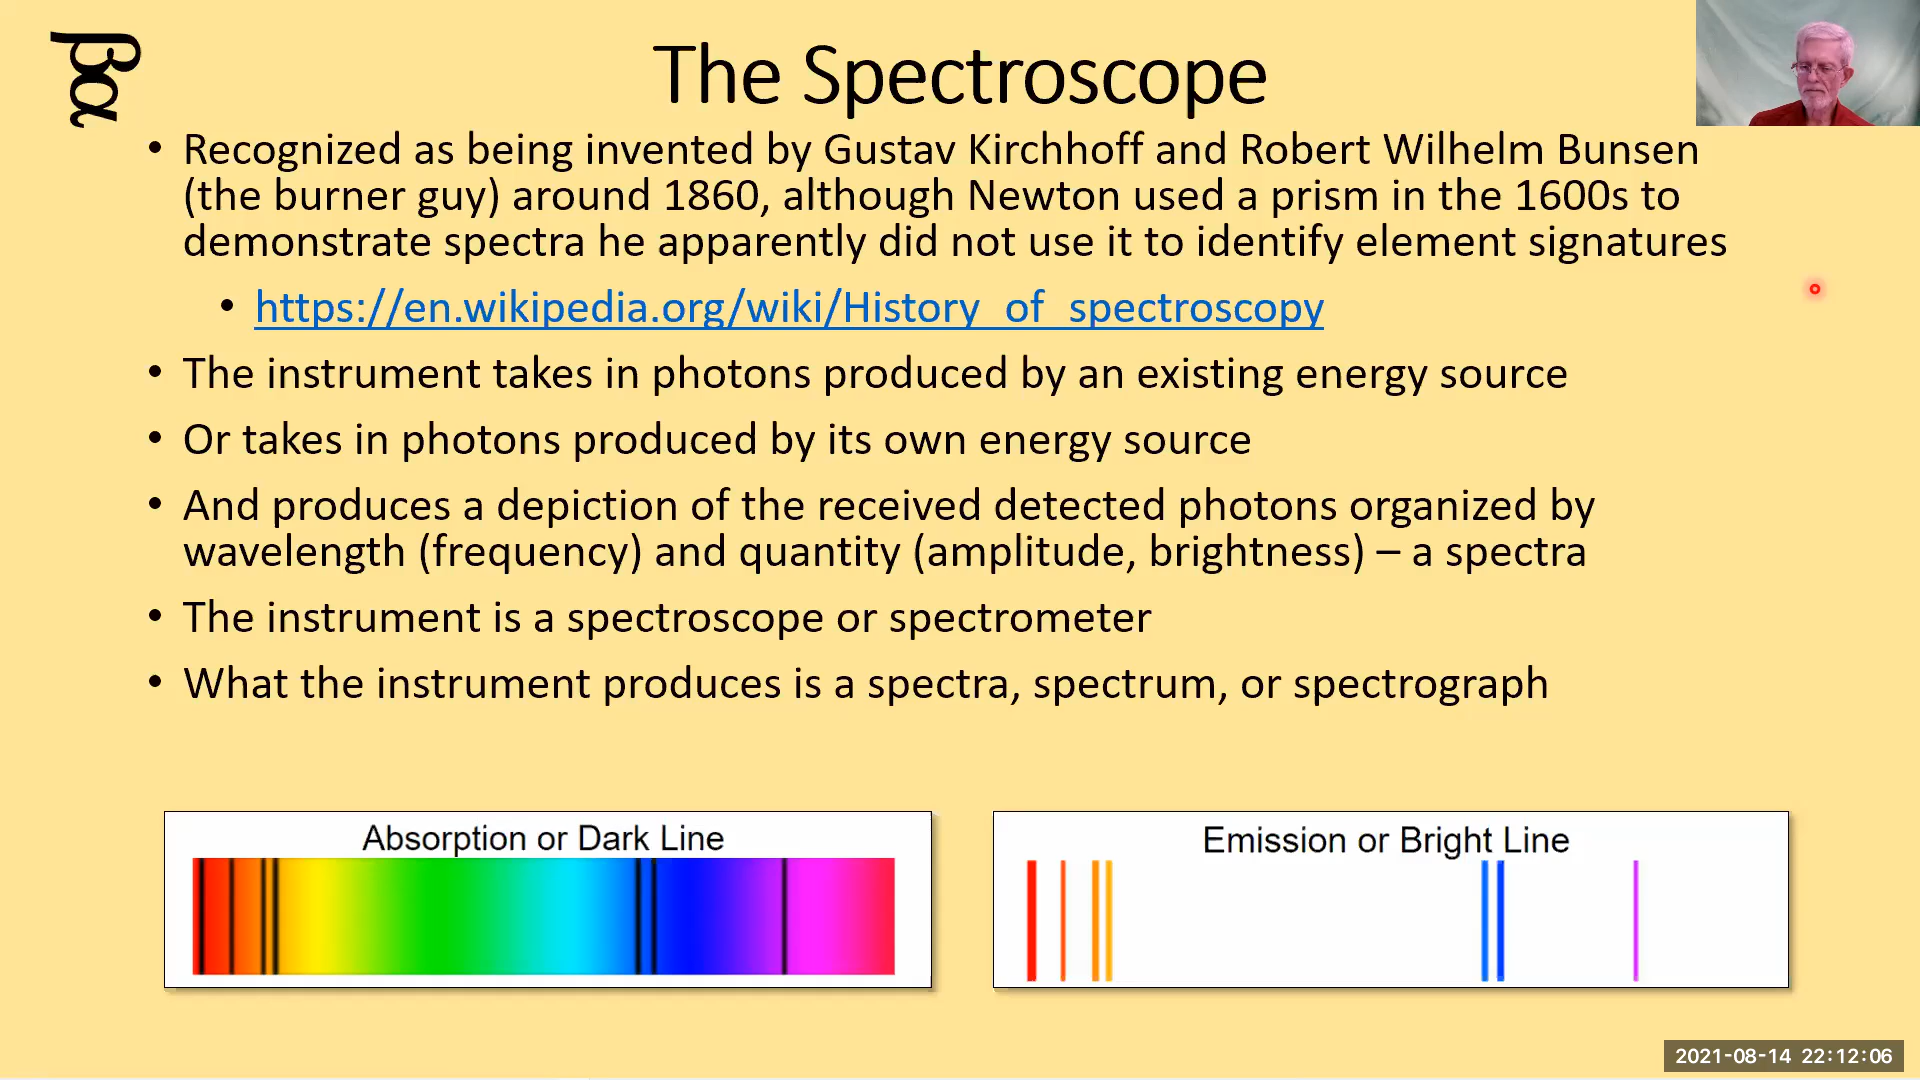 βα
The Spectroscope
• Recognized as being invented by Gustav Kirchhoff and Robert Wilhelm Bunsen
(the burner guy) around 1860, although Newton used a prism in the 1600s to
demonstrate spectra he apparently did not use it to identify element signatures
• https://en.wikipedia.org/wiki/History_of_spectroscopy
• The instrument takes in photons produced by an existing energy source
• Or takes in photons produced by its own energy source
• And produces a depiction of the received detected photons organized by
wavelength (frequency) and quantity (amplitude, brightness) – a spectra
• The instrument is a spectroscope or spectrometer
• What the instrument produces is a spectra, spectrum, or spectrograph
Absorption or Dark Line
Emission or Bright Line
2021-08-14 22:12:06